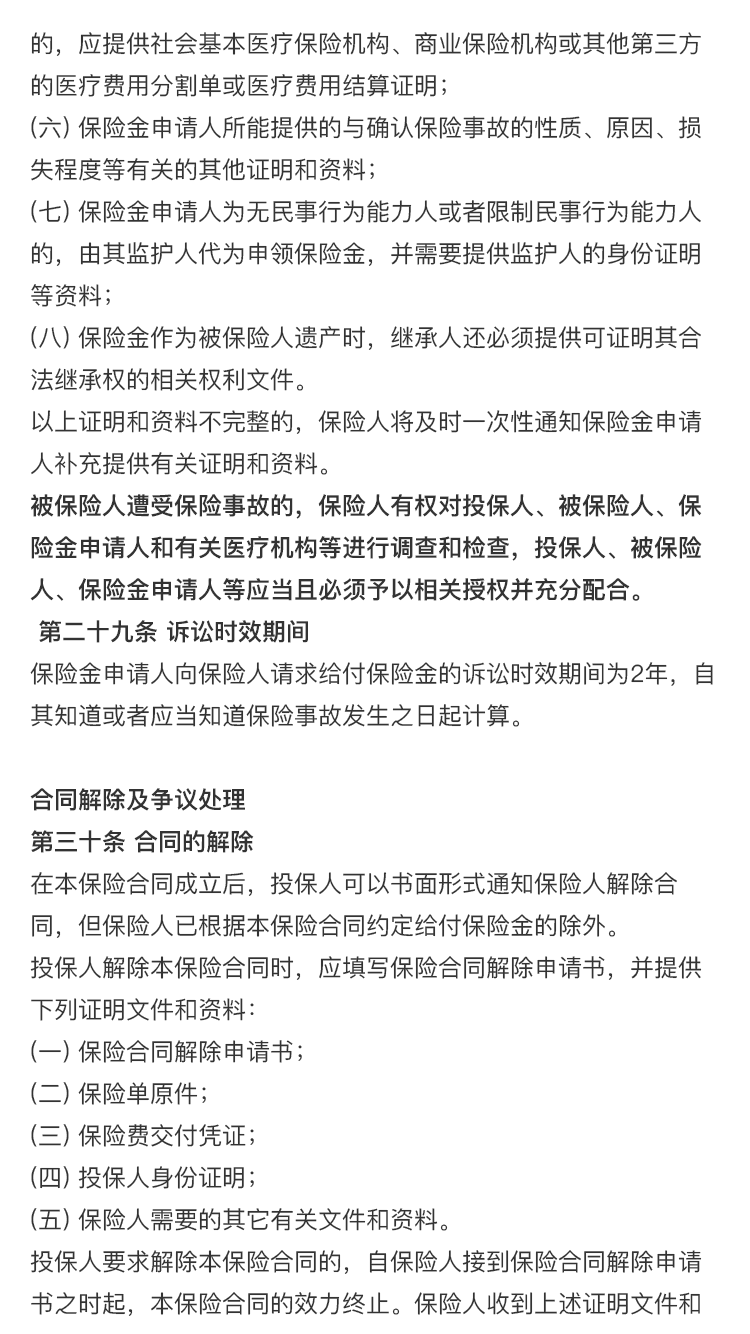 的，应提供社会基本医疗保险机构、商业保险机构或其他第三方
的医疗费用分割单或医疗费用结算证明；
(六) 保险金申请人所能提供的与确认保险事故的性质、原因、损
失程度等有关的其他证明和资料；
(七) 保险金申请人为无民事行为能力人或者限制民事行为能力人
的，由其监护人代为申领保险金，并需要提供监护人的身份证明
等资料；
(八) 保险金作为被保险人遗产时，继承人还必须提供可证明其合
法继承权的相关权利文件。
以上证明和资料不完整的，保险人将及时一次性通知保险金申请
人补充提供有关证明和资料。
被保险人遭受保险事故的，保险人有权对投保人、被保险人、保
险金申请人和有关医疗机构等进行调查和检查，投保人、被保险
人、保险金申请人等应当且必须予以相关授权并充分配合。
第二十九条 诉讼时效期间
保险金申请人向保险人请求给付保险金的诉讼时效期间为2年，自
其知道或者应当知道保险事故发生之日起计算。
合同解除及争议处理
第三十条 合同的解除
在本保险合同成立后，投保人可以书面形式通知保险人解除合
同，但保险人已根据本保险合同约定给付保险金的除外。
投保人解除本保险合同时，应填写保险合同解除申请书，并提供
下列证明文件和资料：
(一) 保险合同解除申请书；
(二) 保险单原件；
(三) 保险费交付凭证；
(四) 投保人身份证明；
(五) 保险人需要的其它有关文件和资料。
投保人要求解除本保险合同的，自保险人接到保险合同解除申请
书之时起，本保险合同的效力终止。保险人收到上述证明文件和